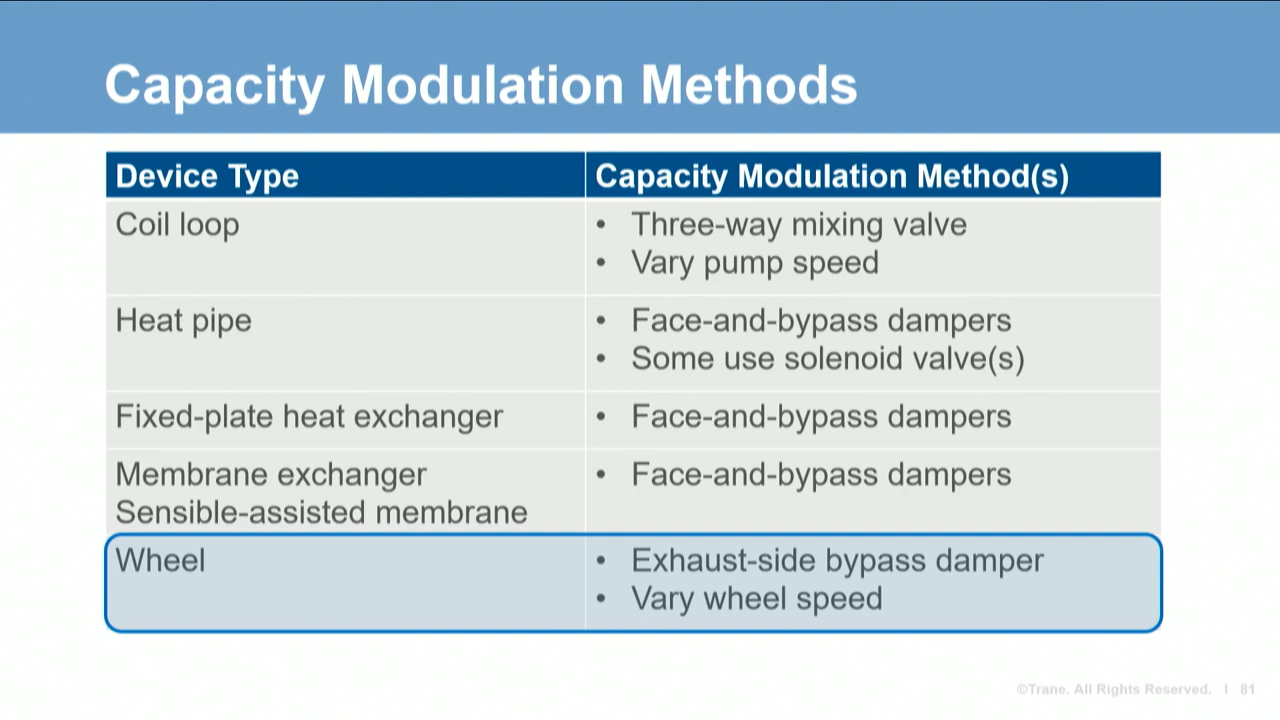 Capacity Modulation Methods
Device Type
Capacity Modulation Method(s)
Coil loop
• Three-way mixing valve
• Vary pump speed
Heat pipe
• Face-and-bypass dampers
• Some use solenoid valve(s)
Fixed-plate heat exchanger
• Face-and-bypass dampers
Membrane exchanger
Sensible-assisted membrane
• Face-and-bypass dampers
Wheel
• Exhaust-side bypass damper
• Vary wheel speed
©Trane. All Rights Reserved. I 81